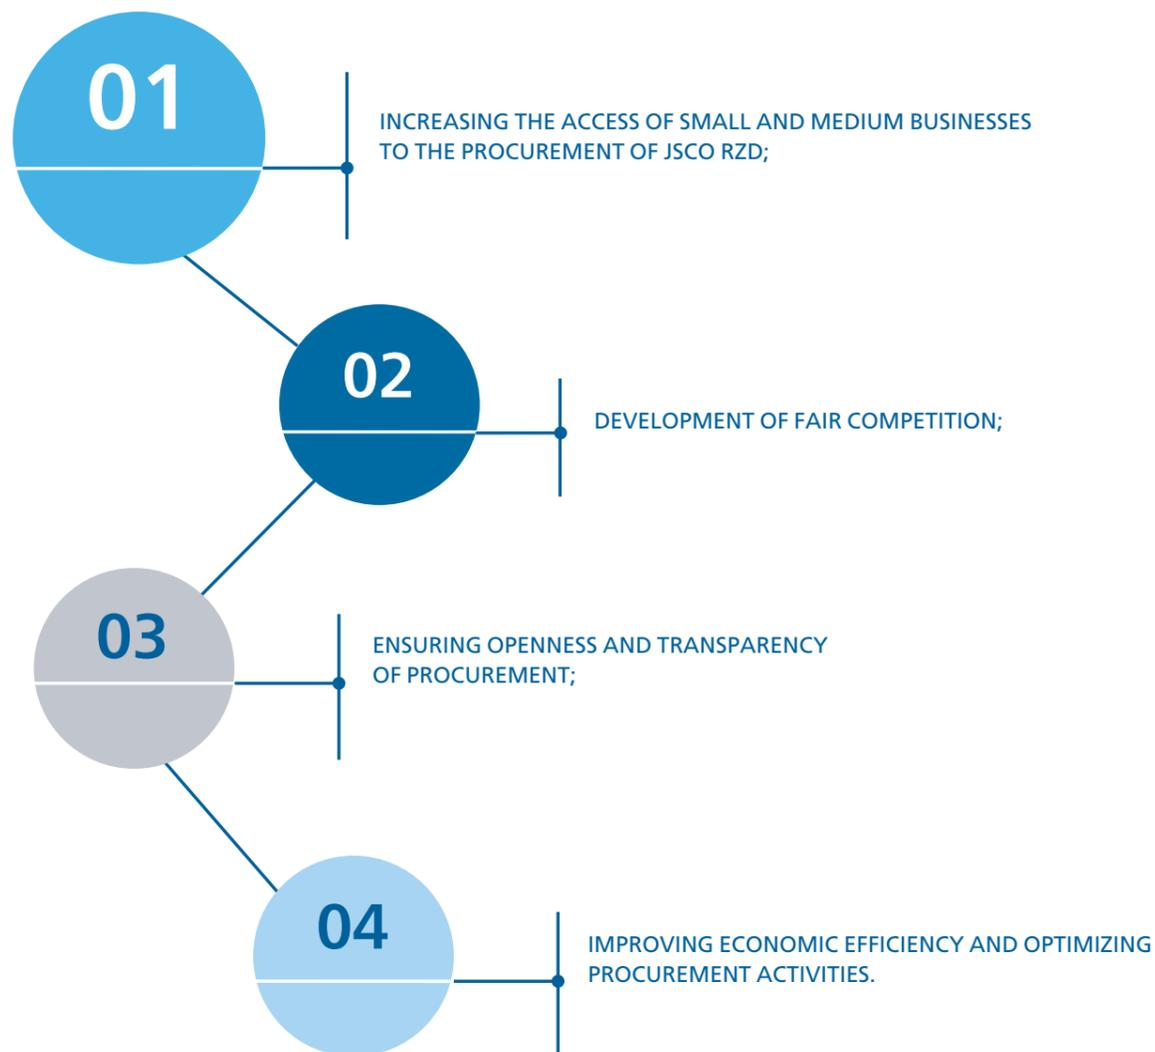 01
INCREASING THE ACCESS OF SMALL AND MEDIUM BUSINESSES
TO THE PROCUREMENT OF JSCO RZD;
02
DEVELOPMENT OF FAIR COMPETITION;
03
ENSURING OPENNESS AND TRANSPARENCY
OF PROCUREMENT;
04
IMPROVING ECONOMIC EFFICIENCY AND OPTIMIZING
PROCUREMENT ACTIVITIES.